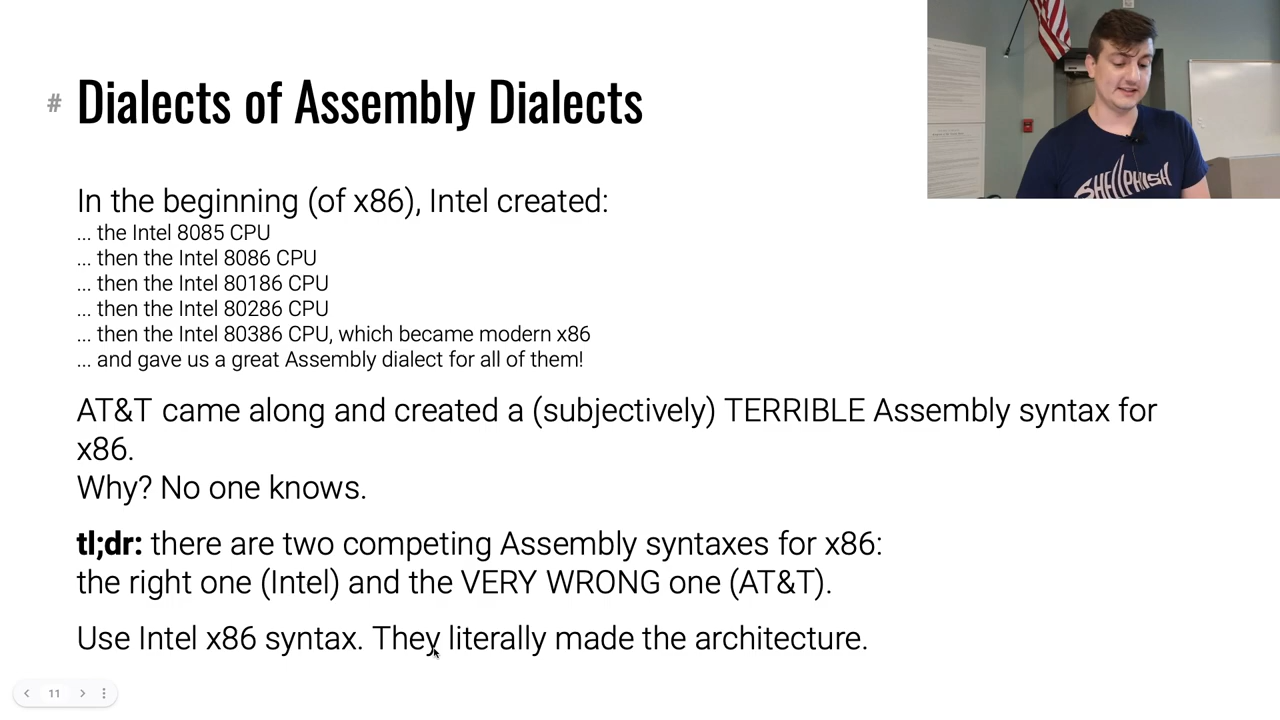 # Dialects of Assembly Dialects
In the beginning (of x86), Intel created:
... the Intel 8085 CPU
... then the Intel 8086 CPU
... then the Intel 80186 CPU
... then the Intel 80286 CPU
... then the Intel 80386 CPU, which became modern x86
... and gave us a great Assembly dialect for all of them!
AT&T came along and created a (subjectively) TERRIBLE Assembly syntax for
x86.
Why? No one knows.
tl;dr: there are two competing Assembly syntaxes for x86:
the right one (Intel) and the VERY WRONG one (AT&T).
Use Intel x86 syntax. They literally made the architecture.
11
SHELLPHISH